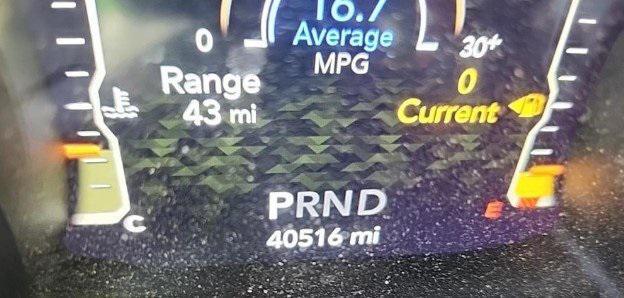 16.7
0
Average
30+
MPG
Range
0
43 mi
Current
PRND
E
C
40516 mi